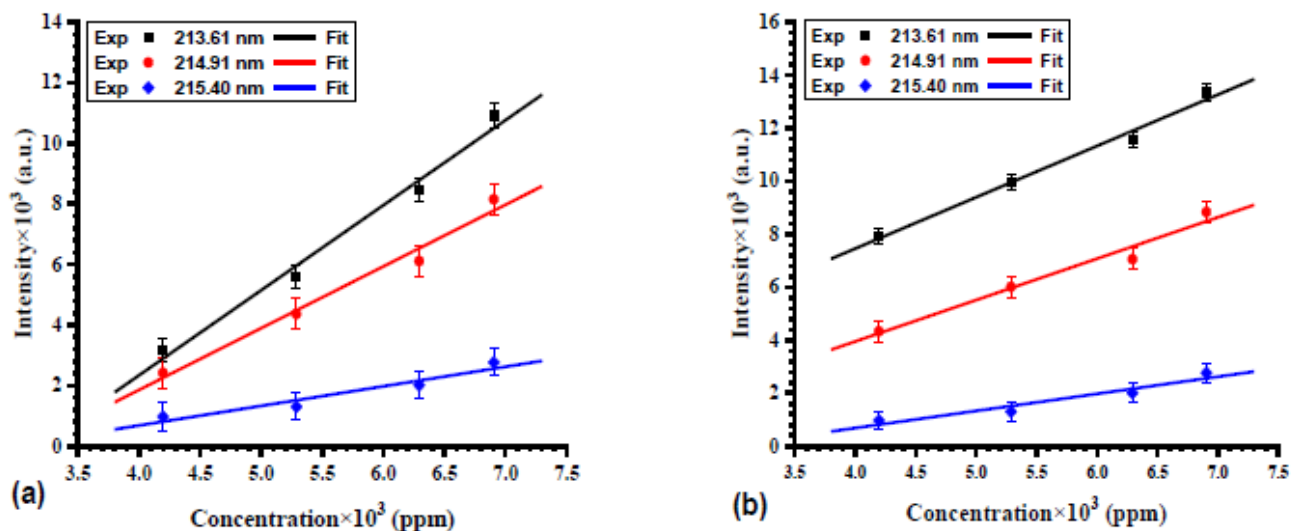 14
12
10
8
6
4
2
0
Intensity×10³ (a.u.)
Exp 213.61 nm Fit
Exp 214.91 nm Fit
Exp 215.40 nm Fit
3.5 4.0 4.5 5.0 5.5 6.0 6.5 7.0 7.5
(a)
Concentration×10³ (ppm)
16
14
12
10
8
6
4
2
0
Intensity×10³ (a.u.)
Exp 213.61 nm Fit
Exp 214.91 nm Fit
Exp 215.40 nm Fit
3.5 4.0 4.5 5.0 5.5 6.0 6.5 7.0 7.5
(b)
Concentration×10³ (ppm)